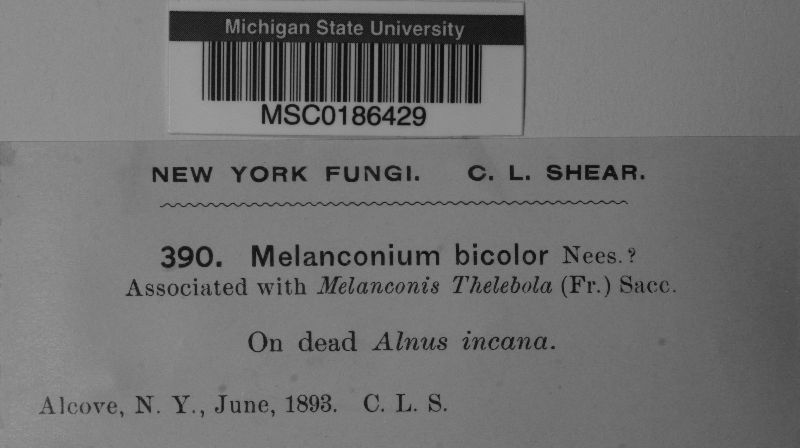 Michigan State University
MSC0186429
NEW YORK FUNGI. C. L. SHEAR.
390. Melanconium bicolor Nees.?
Associated with Melanconis Thelebola (Fr.) Sacc.
On dead Alnus incana.
Alcove, N. Y., June, 1893. C. L. S.